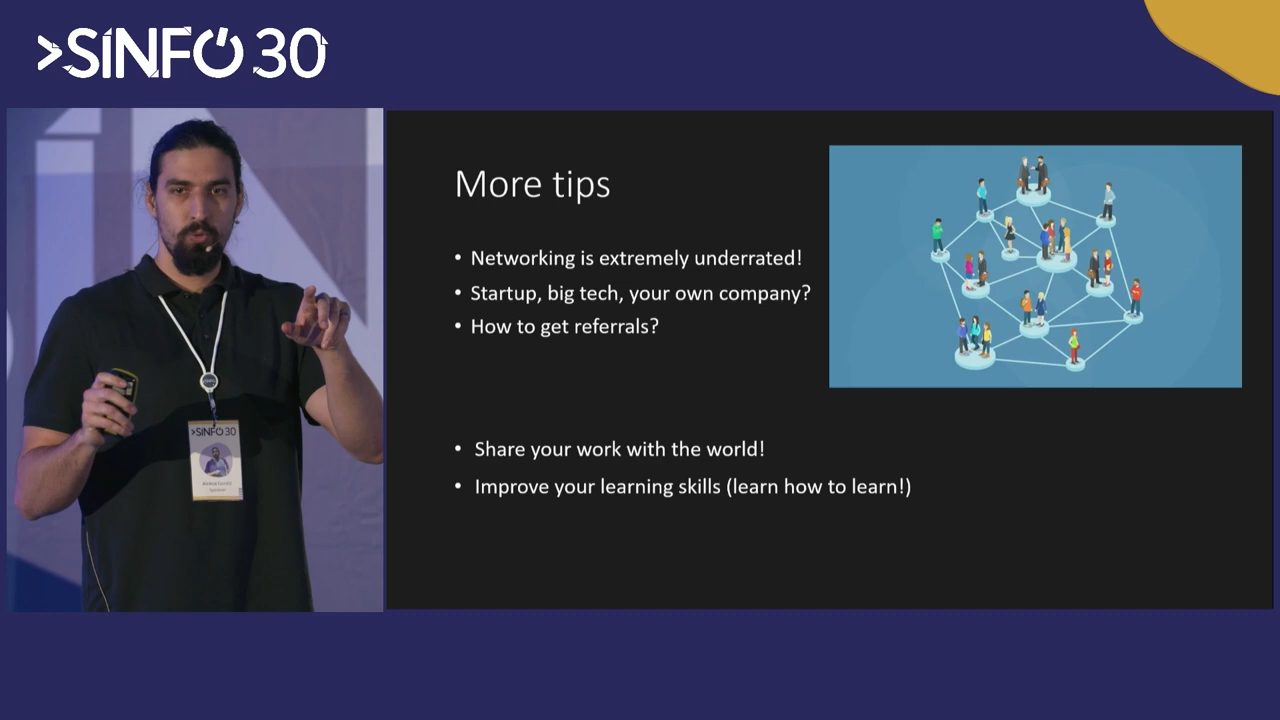 >SINFO 30
More tips
• Networking is extremely underrated!
• Startup, big tech, your own company?
• How to get referrals?
• Share your work with the world!
• Improve your learning skills (learn how to learn!)
>SINFO 30
Speaker